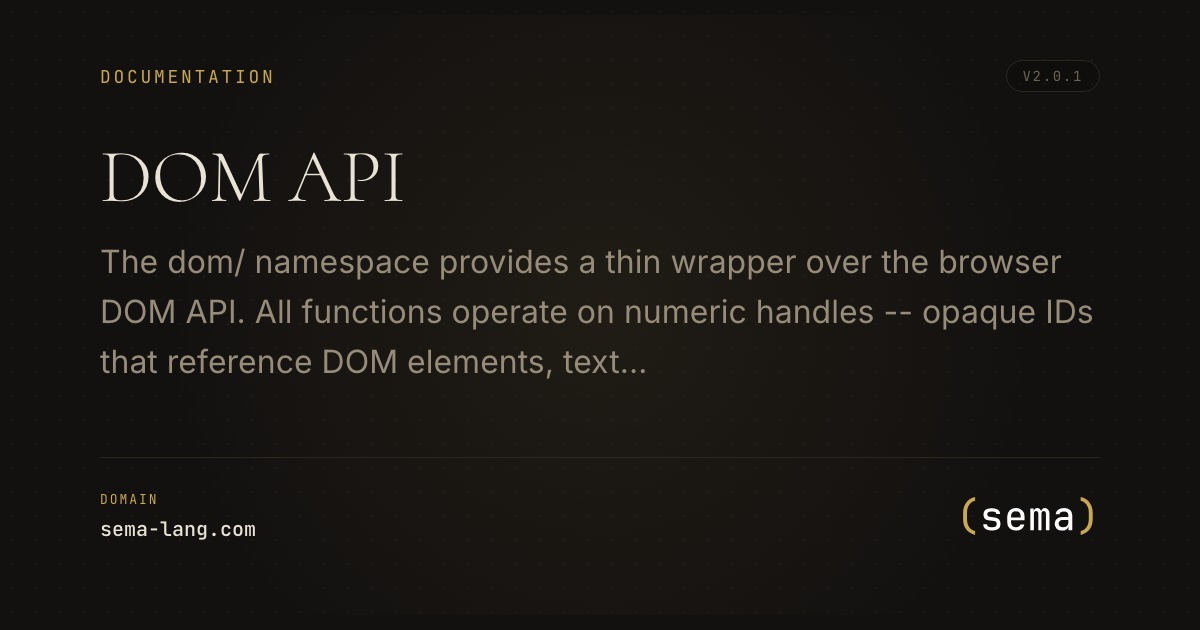 DOCUMENTATION
V2.0.1
DOM API
The dom/ namespace provides a thin wrapper over the browser
DOM API. All functions operate on numeric handles -- opaque IDs
that reference DOM elements, text...
DOMAIN
sema-lang.com
(sema)